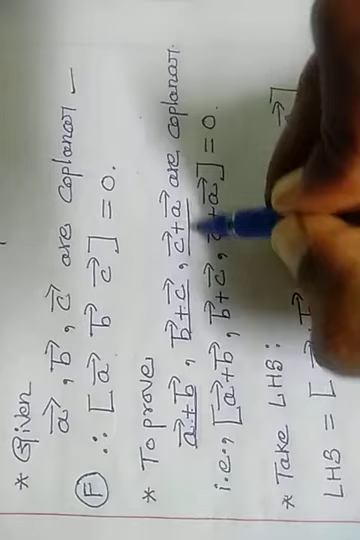 * Given
a⃗, b⃗, c⃗ are coplanar –
Ⓕ ∴ [a⃗ b⃗ c⃗] = 0.
* To prove
a⃗+b⃗, b⃗+c⃗, c⃗+a⃗ are coplanar.
i.e., [a⃗+b⃗, b⃗+c⃗, c⃗+a⃗] = 0.
* Take LHS:
LHS = [